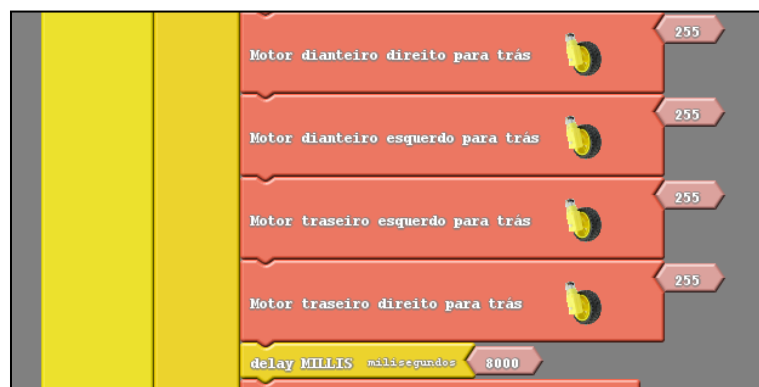 Motor dianteiro direito para trás 255
Motor dianteiro esquerdo para trás 255
Motor traseiro esquerdo para trás 255
Motor traseiro direito para trás 255
delay MILLIS milisegundos 8000